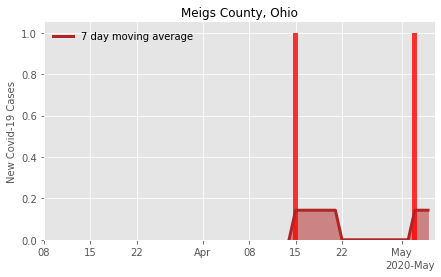 Meigs County, Ohio
7 day moving average
New Covid-19 Cases
1.0
0.8
0.6
0.4
0.2
0.0
08 15 22 Apr 08 15 22 May
2020-May